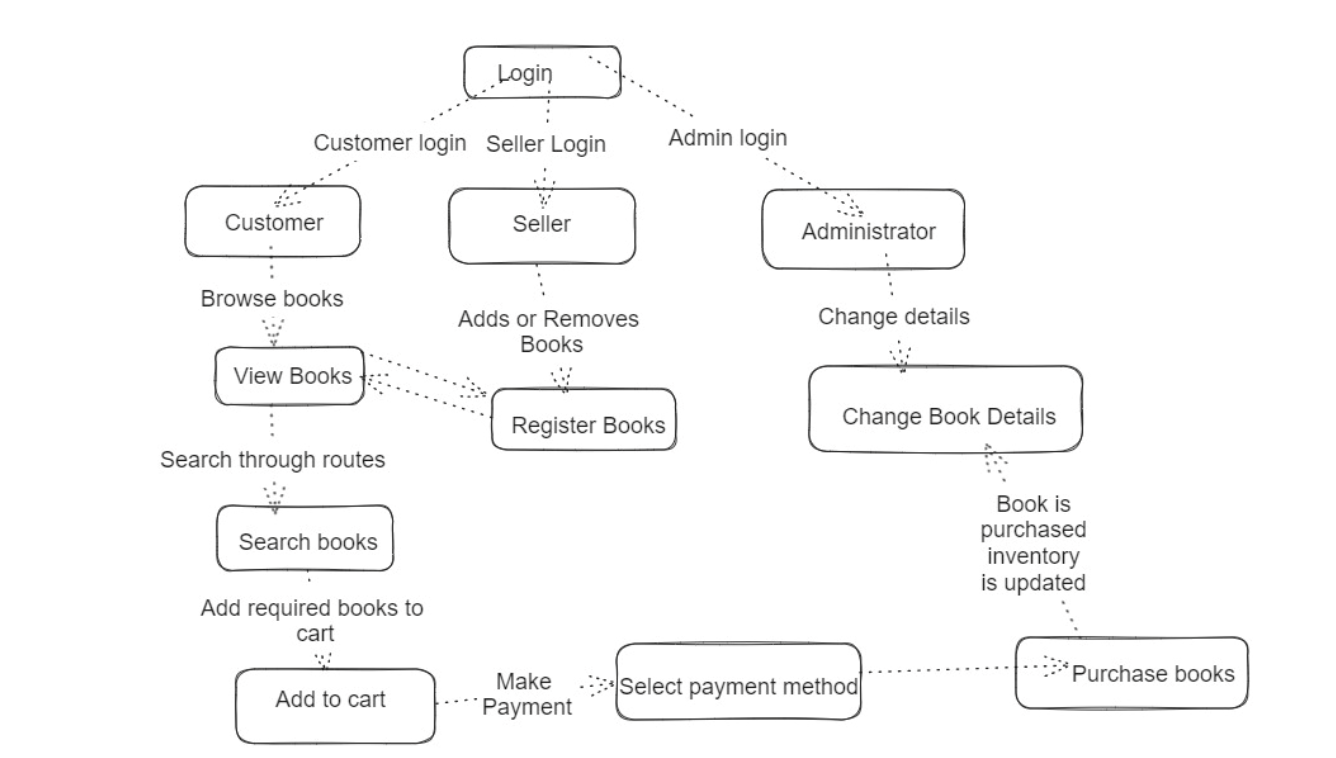 Login
Customer login
Seller Login
Admin login
Customer
Seller
Administrator
Browse books
Adds or Removes
Books
Change details
View Books
Register Books
Change Book Details
Search through routes
Search books
Book is
purchased
inventory
is updated
Add required books to
cart
Add to cart
Make
Payment
Select payment method
Purchase books